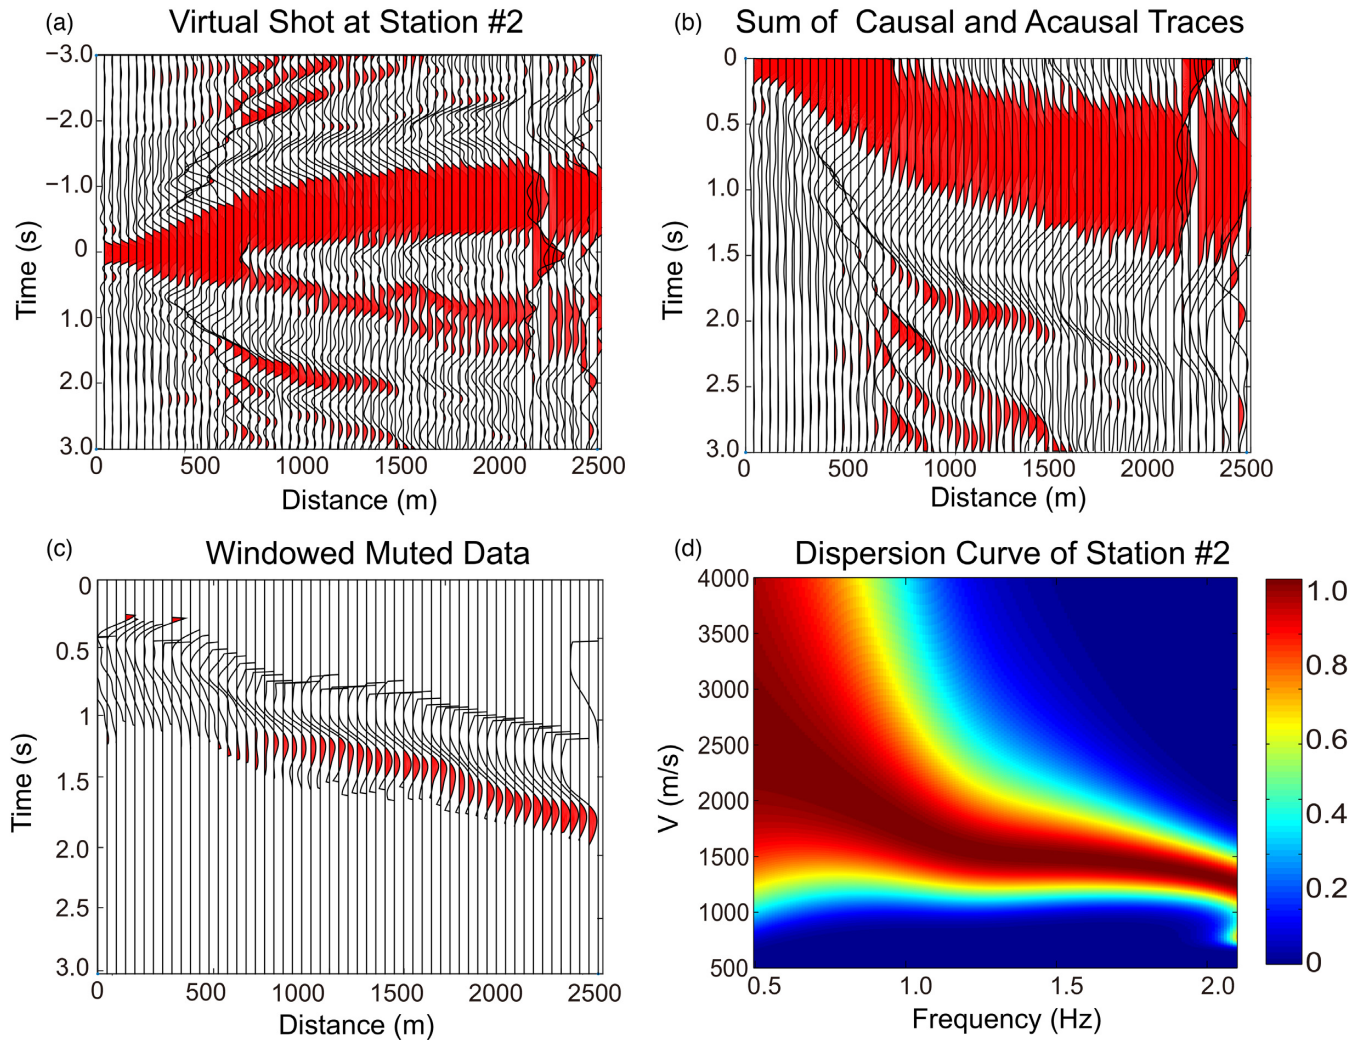 (a) Virtual Shot at Station #2
−3.0
−2.0
−1.0
0
1.0
2.0
3.0
Time (s)
0 500 1000 1500 2000 2500
Distance (m)
(b) Sum of Causal and Acausal Traces
0
0.5
1.0
1.5
2.0
2.5
3.0
Time (s)
0 500 1000 1500 2000 2500
Distance (m)
(c) Windowed Muted Data
0
0.5
1
1.5
2.0
2.5
3.0
Time (s)
0 500 1000 1500 2000 2500
Distance (m)
(d) Dispersion Curve of Station #2
4000
3500
3000
2500
2000
1500
1000
500
V (m/s)
0.5 1.0 1.5 2.0
Frequency (Hz)
1.0
0.8
0.6
0.4
0.2
0